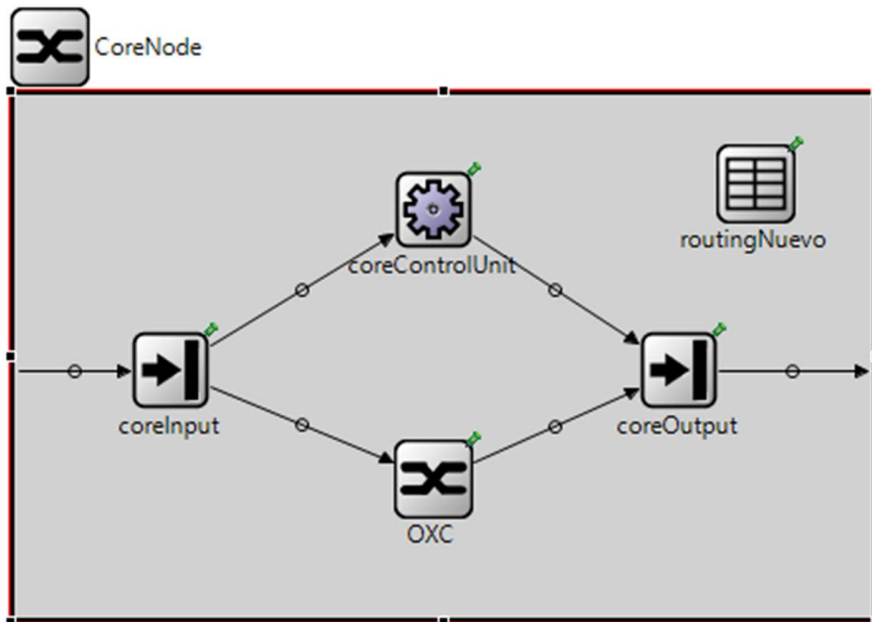 CoreNode
routingNuevo
coreControlUnit
coreInput
coreOutput
OXC